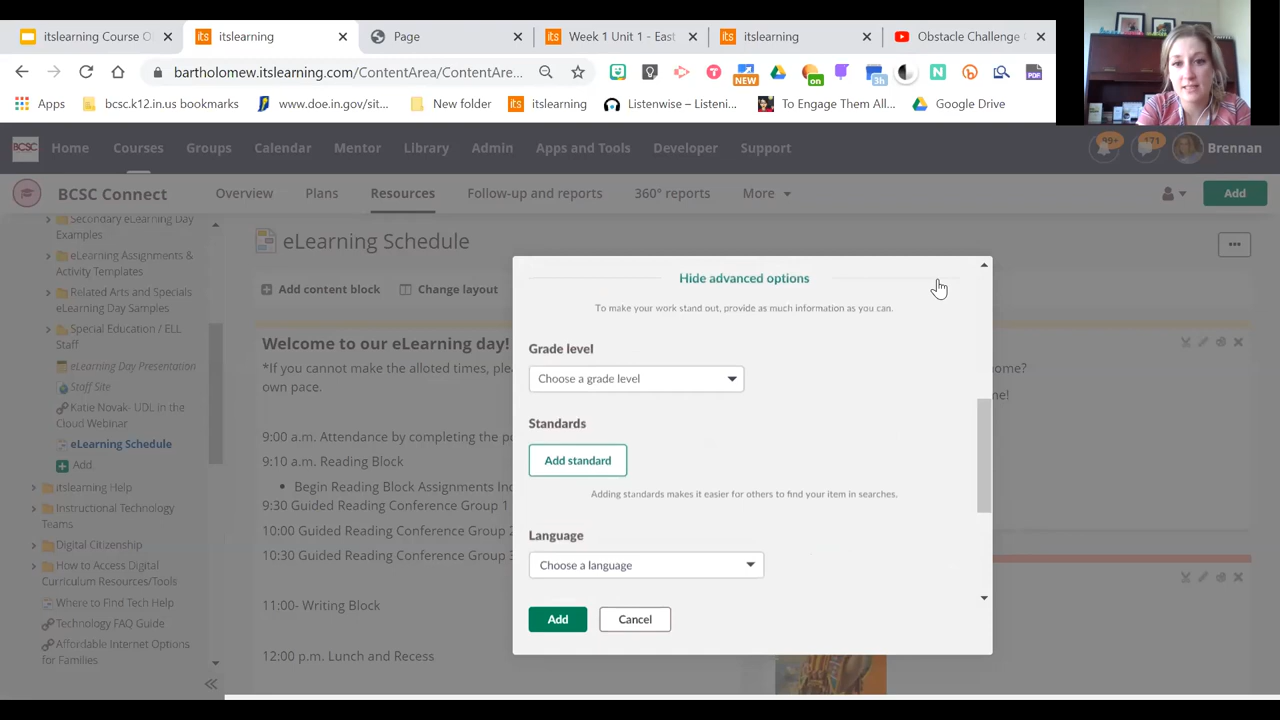 itslearning Course O
itslearning
Page
Week 1 Unit 1 - East
itslearning
Obstacle Challenge
bartholomew.itslearning.com/ContentArea/ContentAre...
NEW
on
3h
PDF
Apps
bcsc.k12.in.us bookmarks
www.doe.in.gov/sit...
New folder
itslearning
Listenwise – Listeni...
To Engage Them All...
Google Drive
BCSC
Home
Courses
Groups
Calendar
Mentor
Library
Admin
Apps and Tools
Developer
Support
99+
171
Brennan
BCSC Connect
Overview
Plans
Resources
Follow-up and reports
360° reports
More
Add
Secondary eLearning Day
Examples
eLearning Assignments &
Activity Templates
Related Arts and Specials
eLearning Day Samples
Special Education / ELL
Staff
eLearning Day Presentation
Staff Site
Katie Novak- UDL in the
Cloud Webinar
eLearning Schedule
Add
itslearning Help
Instructional Technology
Teams
Digital Citizenship
How to Access Digital
Curriculum Resources/Tools
Where to Find Tech Help
Technology FAQ Guide
Affordable Internet Options
for Families
eLearning Schedule
Add content block
Change layout
Welcome to our eLearning day!
*If you cannot make the alloted times, ple
own pace.
9:00 a.m. Attendance by completing the p
9:10 a.m. Reading Block
• Begin Reading Block Assignments Inc
9:30 Guided Reading Conference Group 1
10:00 Guided Reading Conference Group 2
10:30 Guided Reading Conference Group 3
11:00- Writing Block
12:00 p.m. Lunch and Recess
ome?
ne!
Hide advanced options
To make your work stand out, provide as much information as you can.
Grade level
Choose a grade level
Standards
Add standard
Adding standards makes it easier for others to find your item in searches.
Language
Choose a language
Add
Cancel